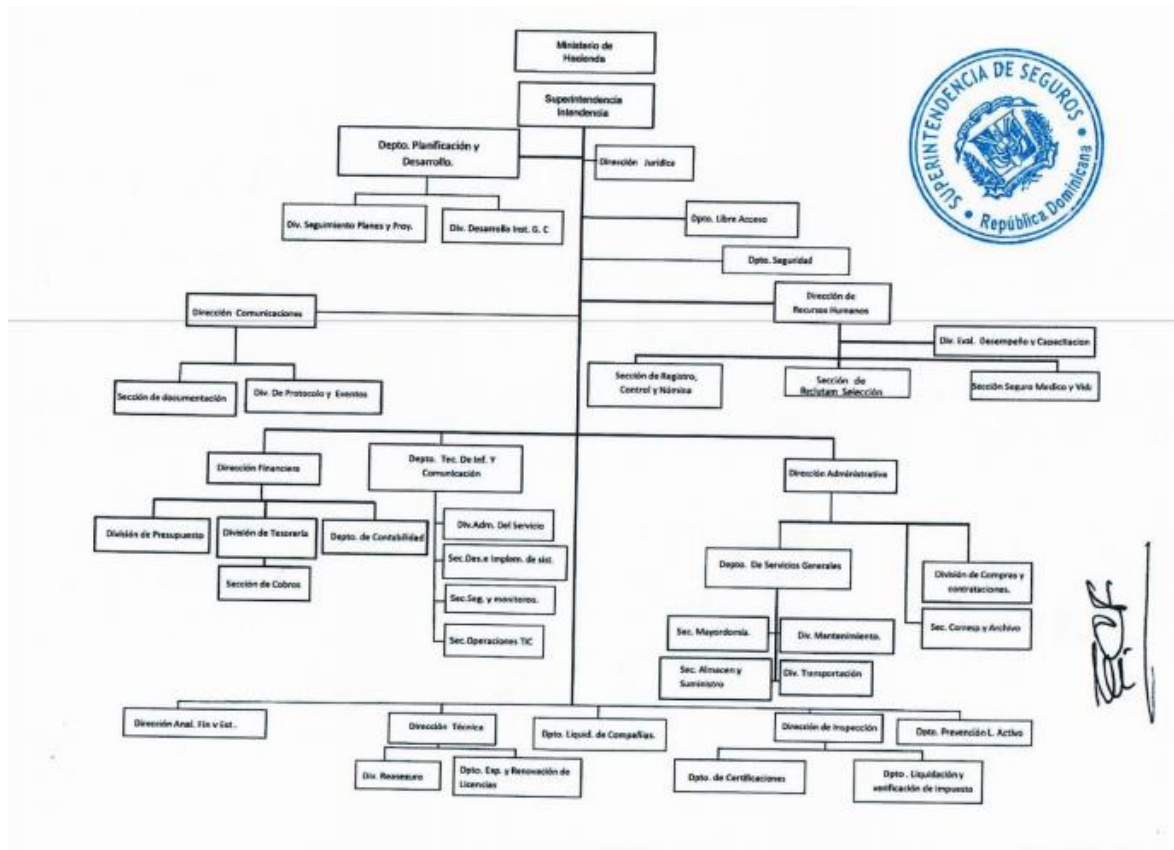 Ministerio de
Hacienda
Superintendencia
Intendencia
SUPERINTENDENCIA DE SEGUROS
República Dominicana
Depto. Planificación y
Desarrollo.
Dirección Jurídica
Div. Seguimiento Planes y Proy.
Div. Desarrollo Inst. G. C
Dpto. Libre Acceso
Dpto. Seguridad
Dirección Comunicaciones
Dirección de
Recursos Humanos
Div. Eval. Desempeño y Capacitacion
Sección de documentación
Div. De Protocolo y Eventos
Sección de Registro,
Control y Nómina
Sección de
Reclutam Selección
Sección Seguro Medico y Vida
Dirección Financiera
Depto. Tec. De Inf. Y
Comunicación
Dirección Administrativa
División de Presupuesto
División de Tesorería
Depto. de Contabilidad
Sección de Cobros
Div.Adm. Del Servicio
Sec.Des.e Implem. de sist.
Sec.Seg. y monitoreo.
Sec.Operaciones TIC
Depto. De Servicios Generales
División de Compras y
contrataciones.
Sec. Corresp y Archivo
Sec. Mayordomía.
Div. Mantenimiento.
Sec. Almacen y
Suministro
Div. Transportación
Dirección Anal. Fin y Est.
Dirección Técnica
Dpto. Liquid. de Compañías.
Dirección de Inspección
Dpto. Prevención L. Activo
Div. Reaseguro
Dpto. Exp. y Renovación de
Licencias
Dpto. de Certificaciones
Dpto. Liquidación y
verificación de Impuesto